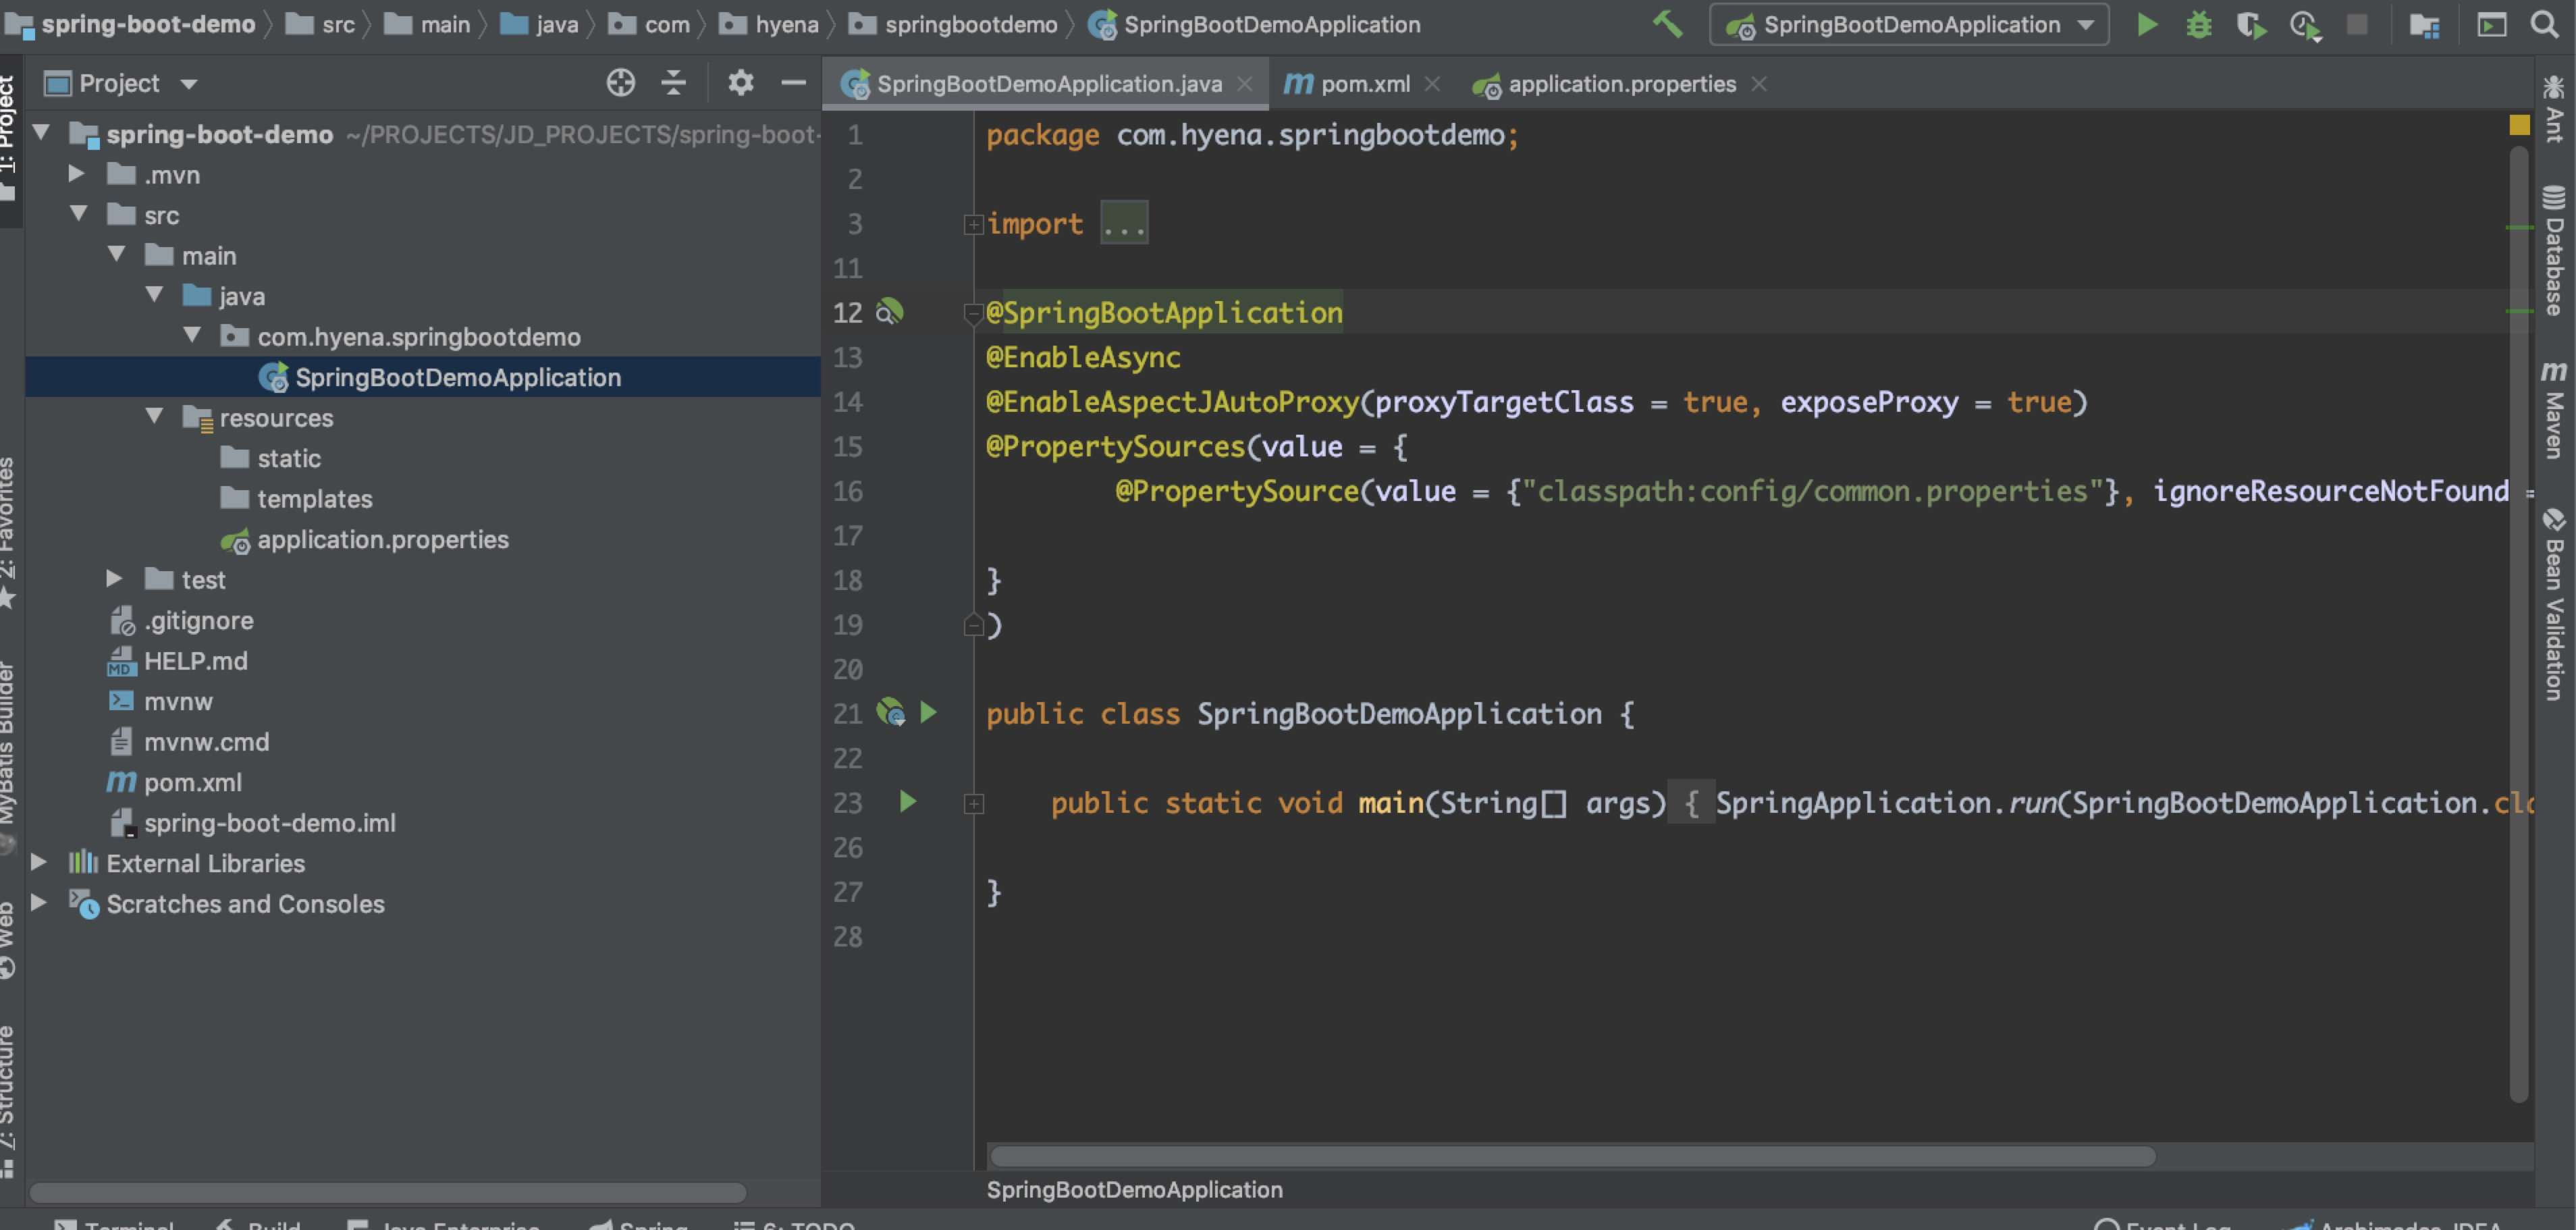 spring-boot-demo src main java com hyena springbootdemo SpringBootDemoApplication
SpringBootDemoApplication
Project
SpringBootDemoApplication.java pom.xml application.properties
spring-boot-demo ~/PROJECTS/JD_PROJECTS/spring-boot-
.mvn
src
main
java
com.hyena.springbootdemo
SpringBootDemoApplication
resources
static
templates
application.properties
test
.gitignore
HELP.md
mvnw
mvnw.cmd
pom.xml
spring-boot-demo.iml
External Libraries
Scratches and Consoles
1: Project
2: Favorites
MyBatis Builder
Web
7: Structure
1 package com.hyena.springbootdemo;
2
3 import ...
11
12 @SpringBootApplication
13 @EnableAsync
14 @EnableAspectJAutoProxy(proxyTargetClass = true, exposeProxy = true)
15 @PropertySources(value = {
16 @PropertySource(value = {"classpath:config/common.properties"}, ignoreResourceNotFound =
17
18 }
19 )
20
21 public class SpringBootDemoApplication {
22
23 public static void main(String[] args) { SpringApplication.run(SpringBootDemoApplication.cla
26
27 }
28
SpringBootDemoApplication
Ant
Database
Maven
Bean Validation
Terminal Build Java Enterprise Spring 6: TODO
Event Log Archimedes IDEA